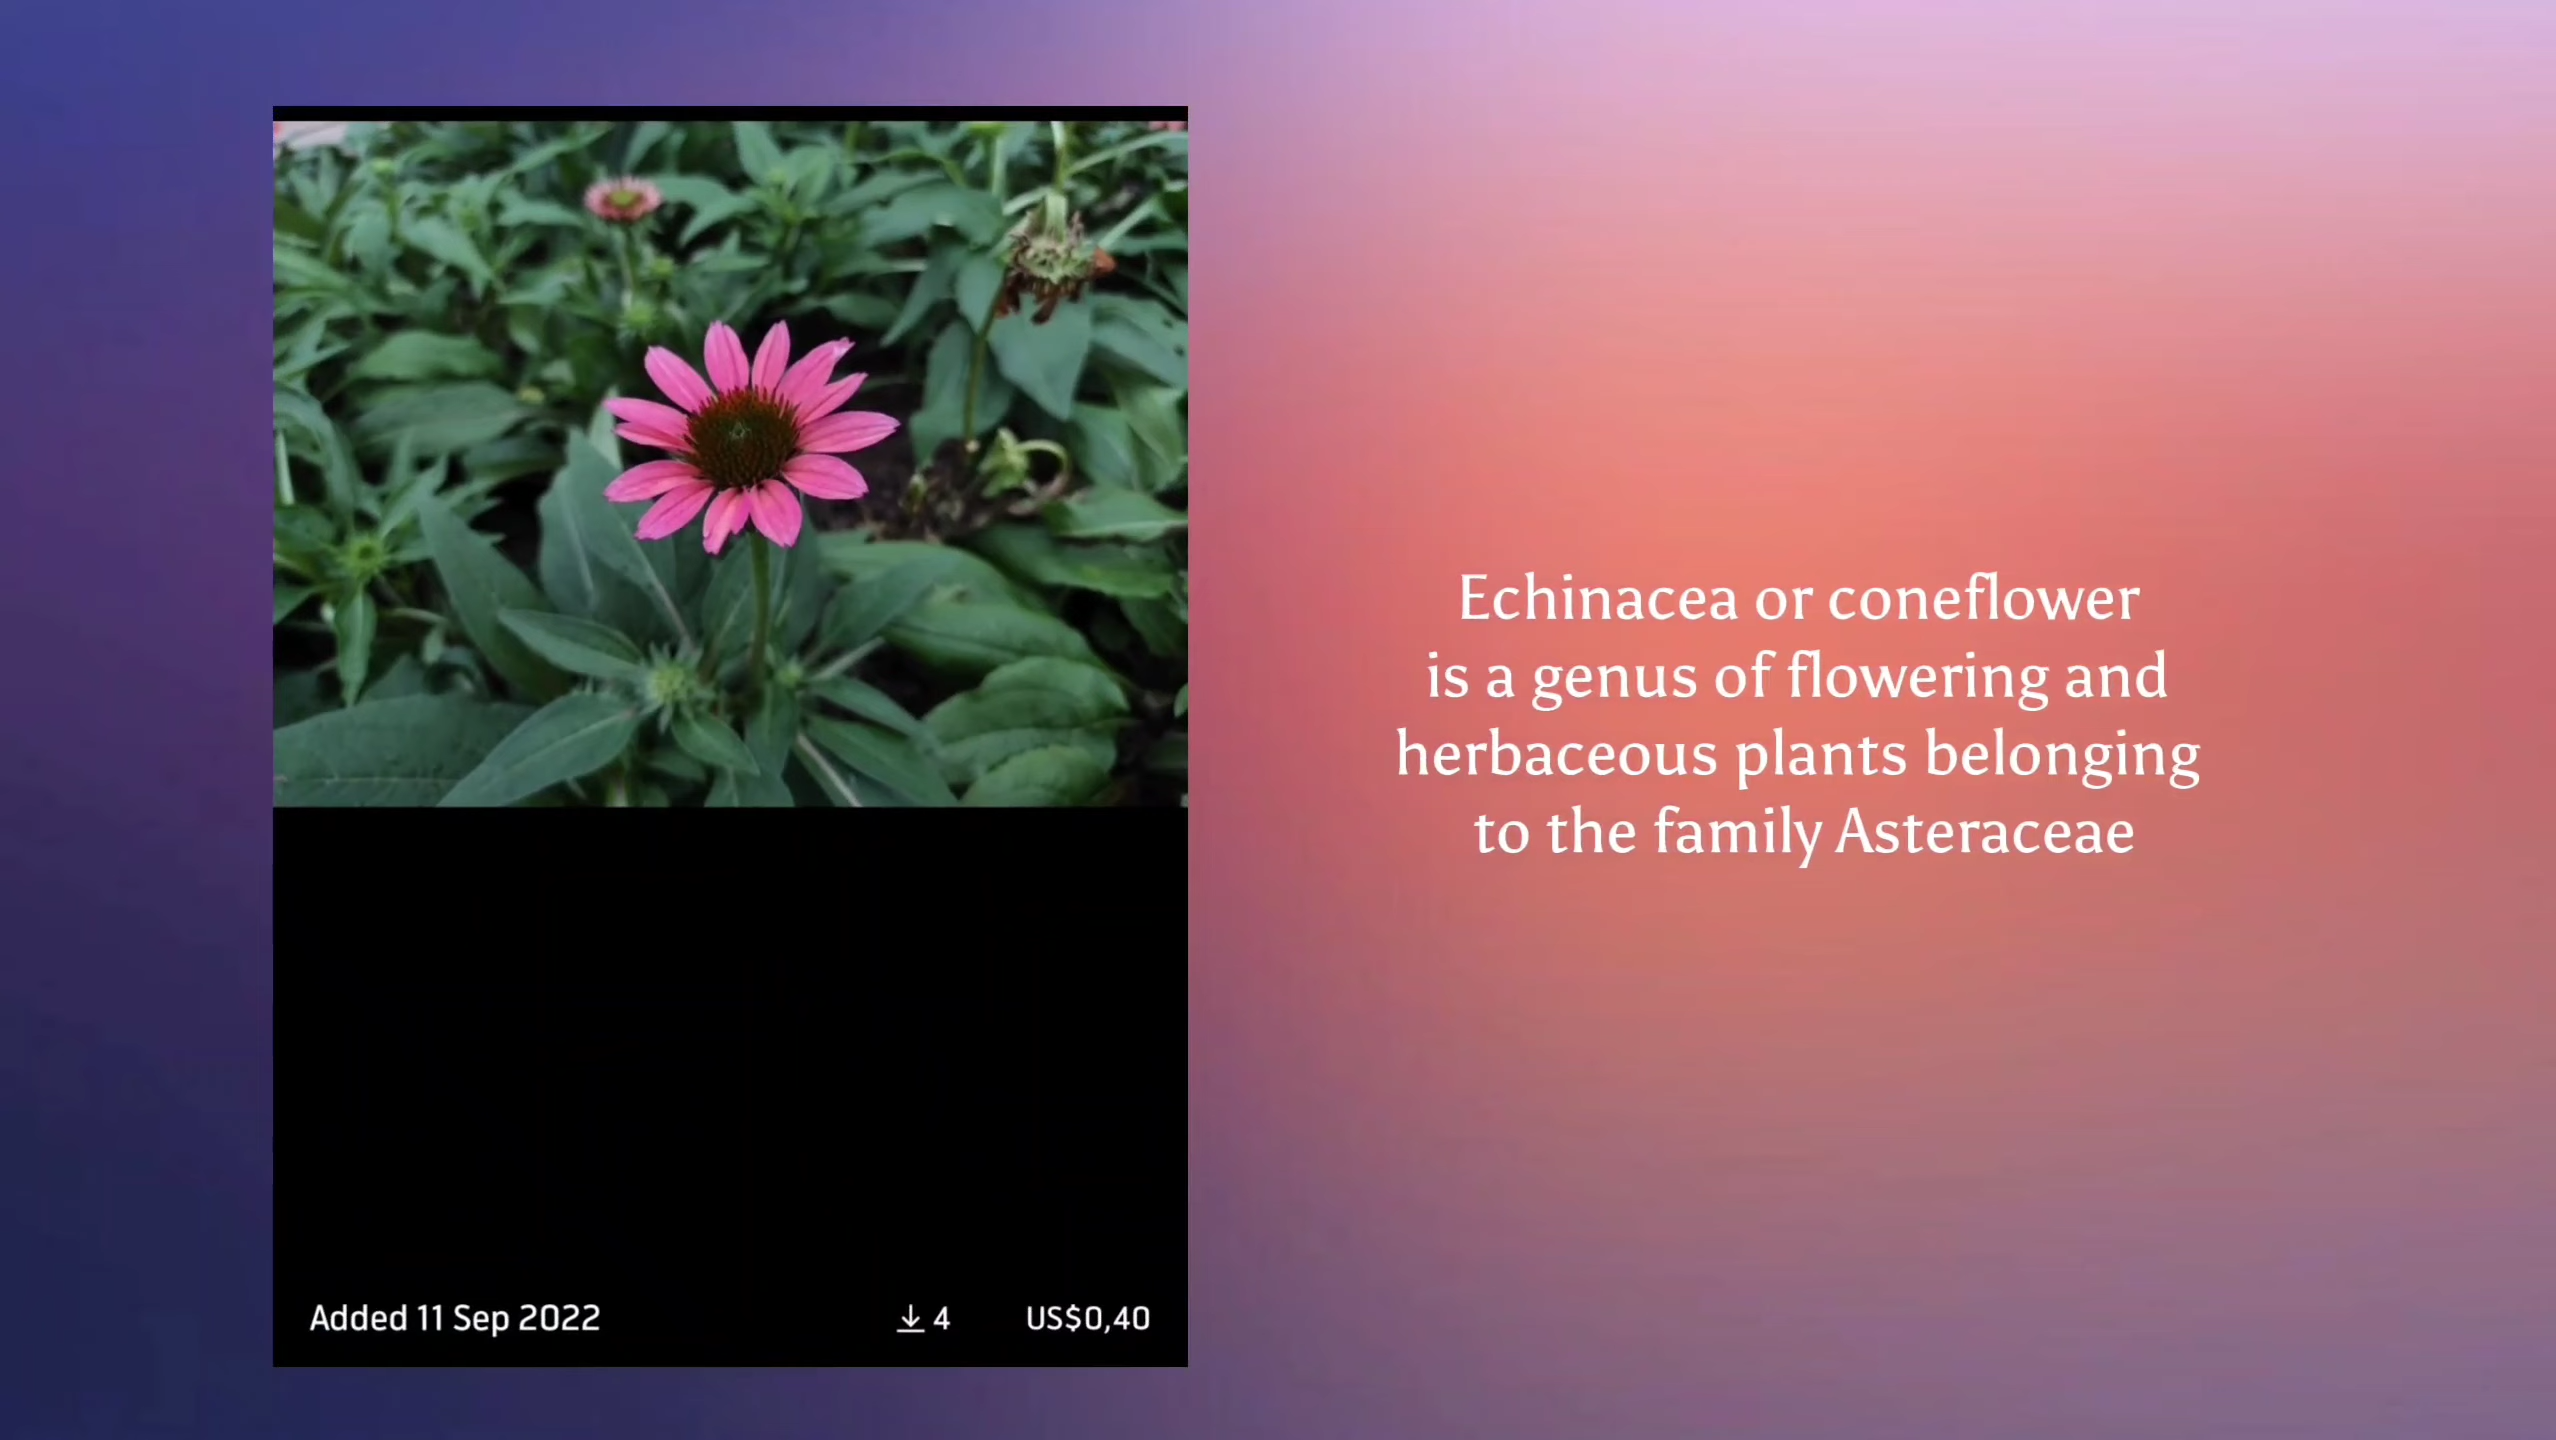 Echinacea or coneflower
is a genus of flowering and
herbaceous plants belonging
to the family Asteraceae
Added 11 Sep 2022 4 US$0,40